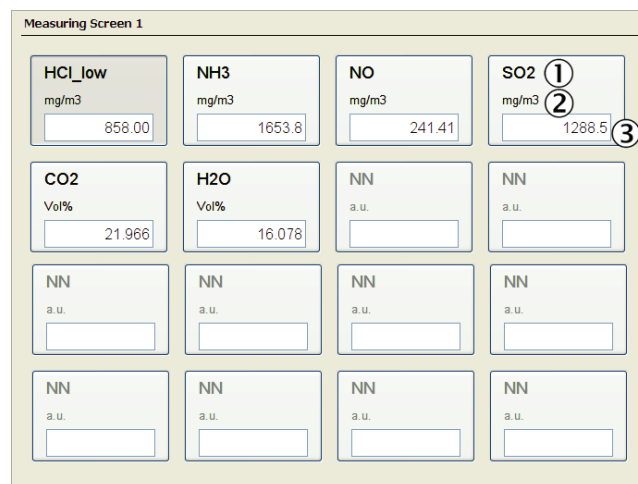 Measuring Screen 1
HCl_low NH3 NO SO2 ①
mg/m3 mg/m3 mg/m3 mg/m3 ②
858.00 1653.8 241.41 1288.5 ③
CO2 H2O NN NN
Vol% Vol% a.u. a.u.
21.966 16.078
NN NN NN NN
a.u. a.u. a.u. a.u.
NN NN NN NN
a.u. a.u. a.u. a.u.